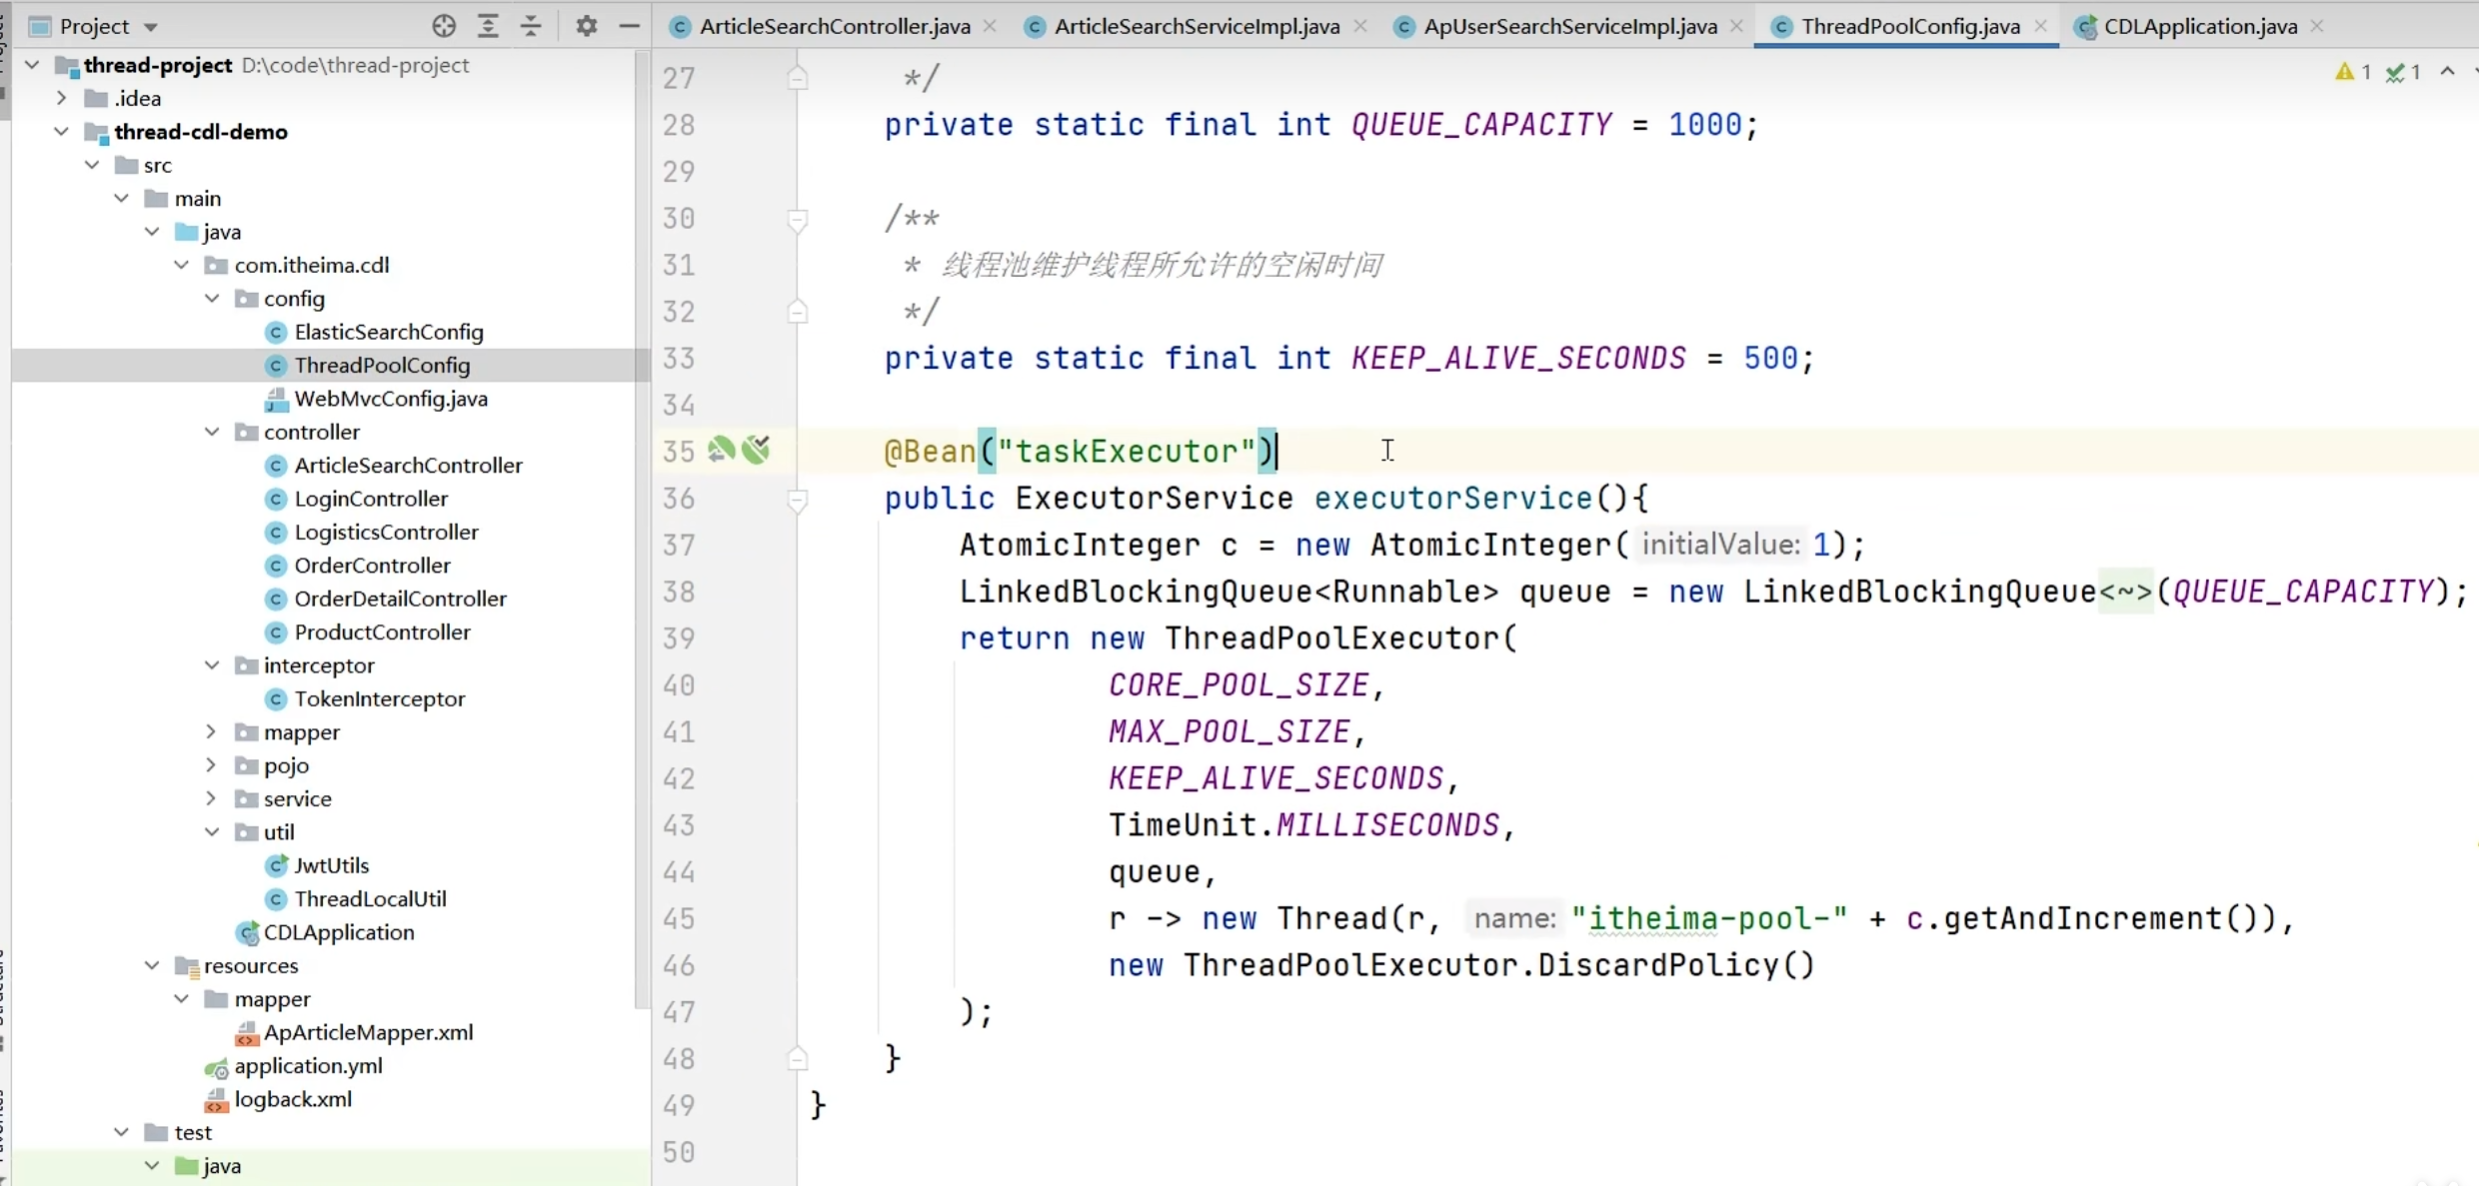 Project
ArticleSearchController.java
ArticleSearchServiceImpl.java
ApUserSearchServiceImpl.java
ThreadPoolConfig.java
CDLApplication.java
thread-project D:\code\thread-project
.idea
thread-cdl-demo
src
main
java
com.itheima.cdl
config
ElasticSearchConfig
ThreadPoolConfig
WebMvcConfig.java
controller
ArticleSearchController
LoginController
LogisticsController
OrderController
OrderDetailController
ProductController
interceptor
TokenInterceptor
mapper
pojo
service
util
JwtUtils
ThreadLocalUtil
CDLApplication
resources
mapper
ApArticleMapper.xml
application.yml
logback.xml
test
java
1 1
27 */
28 private static final int QUEUE_CAPACITY = 1000;
29
30 /**
31 * 线程池维护线程所允许的空闲时间
32 */
33 private static final int KEEP_ALIVE_SECONDS = 500;
34
35 @Bean("taskExecutor")
36 public ExecutorService executorService(){
37 AtomicInteger c = new AtomicInteger( initialValue: 1);
38 LinkedBlockingQueue<Runnable> queue = new LinkedBlockingQueue<~>(QUEUE_CAPACITY);
39 return new ThreadPoolExecutor(
40 CORE_POOL_SIZE,
41 MAX_POOL_SIZE,
42 KEEP_ALIVE_SECONDS,
43 TimeUnit.MILLISECONDS,
44 queue,
45 r -> new Thread(r, name: "itheima-pool-" + c.getAndIncrement()),
46 new ThreadPoolExecutor.DiscardPolicy()
47 );
48 }
49 }
50